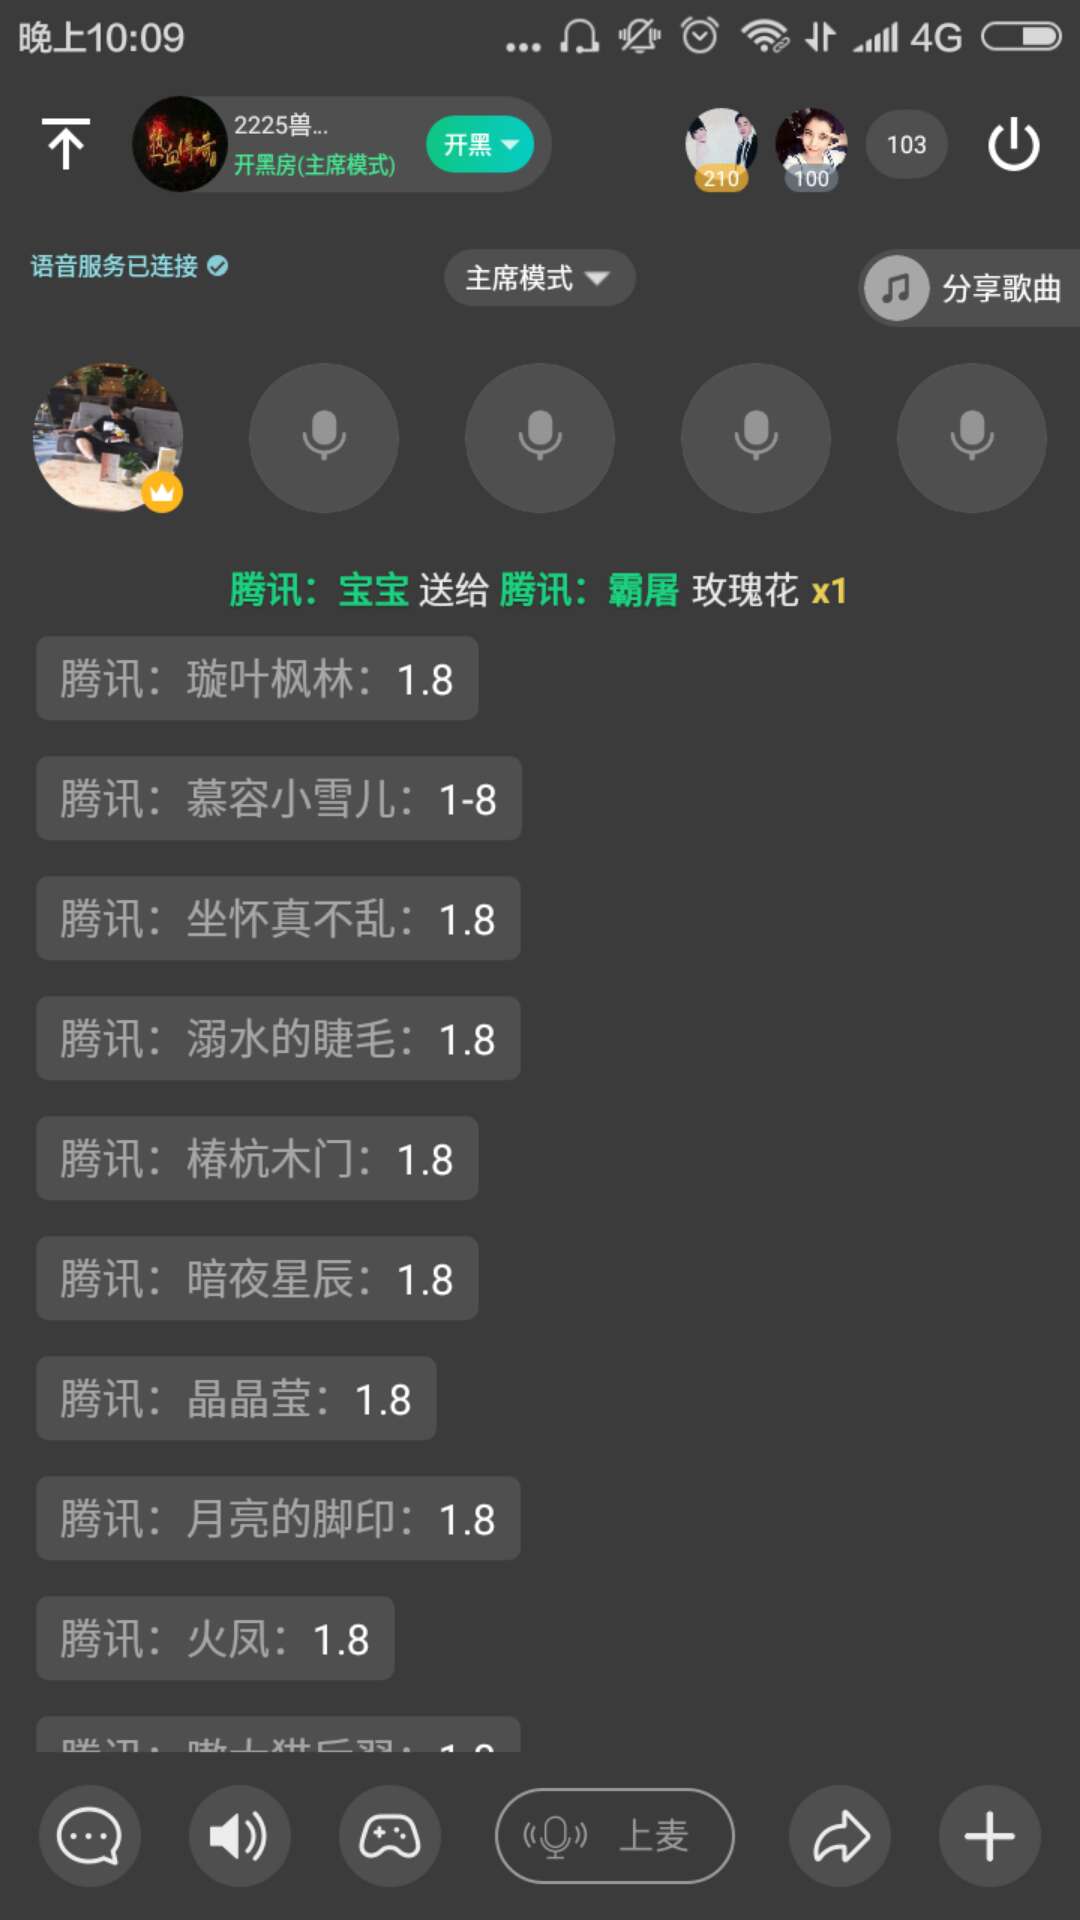 晚上10:09
... 4G
2225兽...
开黑房(主席模式)
开黑
210
100
103
语音服务已连接
主席模式
分享歌曲
腾讯：宝宝 送给 腾讯：霸屠 玫瑰花 x1
腾讯：璇叶枫林：1.8
腾讯：慕容小雪儿：1-8
腾讯：坐怀真不乱：1.8
腾讯：溺水的睫毛：1.8
腾讯：椿杭木门：1.8
腾讯：暗夜星辰：1.8
腾讯：晶晶莹：1.8
腾讯：月亮的脚印：1.8
腾讯：火凤：1.8
上麦